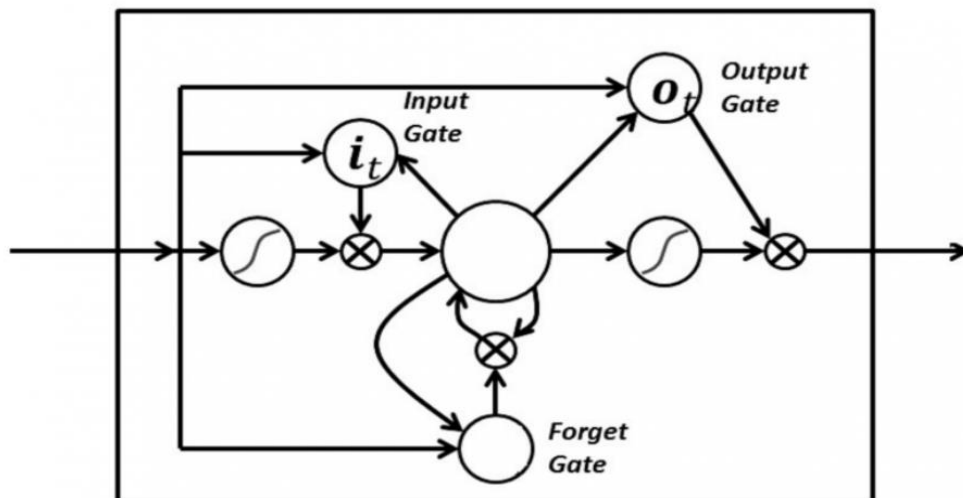 Input
Gate
i_t
o_t
Output
Gate
Forget
Gate